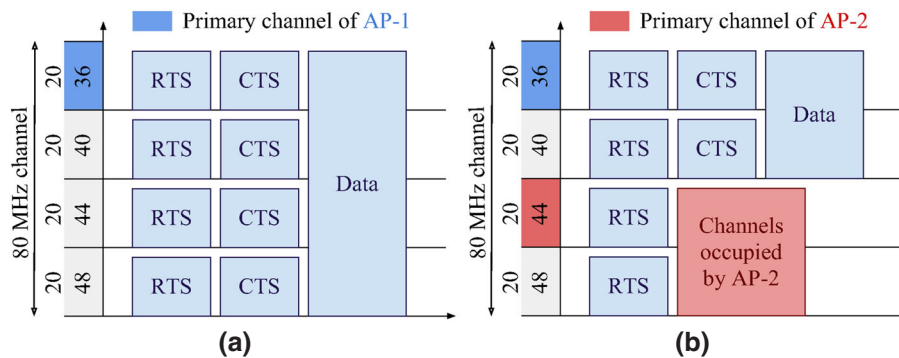 Primary channel of AP-1
Primary channel of AP-2
80 MHz channel
20 36 RTS CTS
20 40 RTS CTS
20 44 RTS CTS
20 48 RTS CTS
Data
(a)
80 MHz channel
20 36 RTS CTS
20 40 RTS CTS
20 44 RTS
20 48 RTS
Data
Channels
occupied
by AP-2
(b)